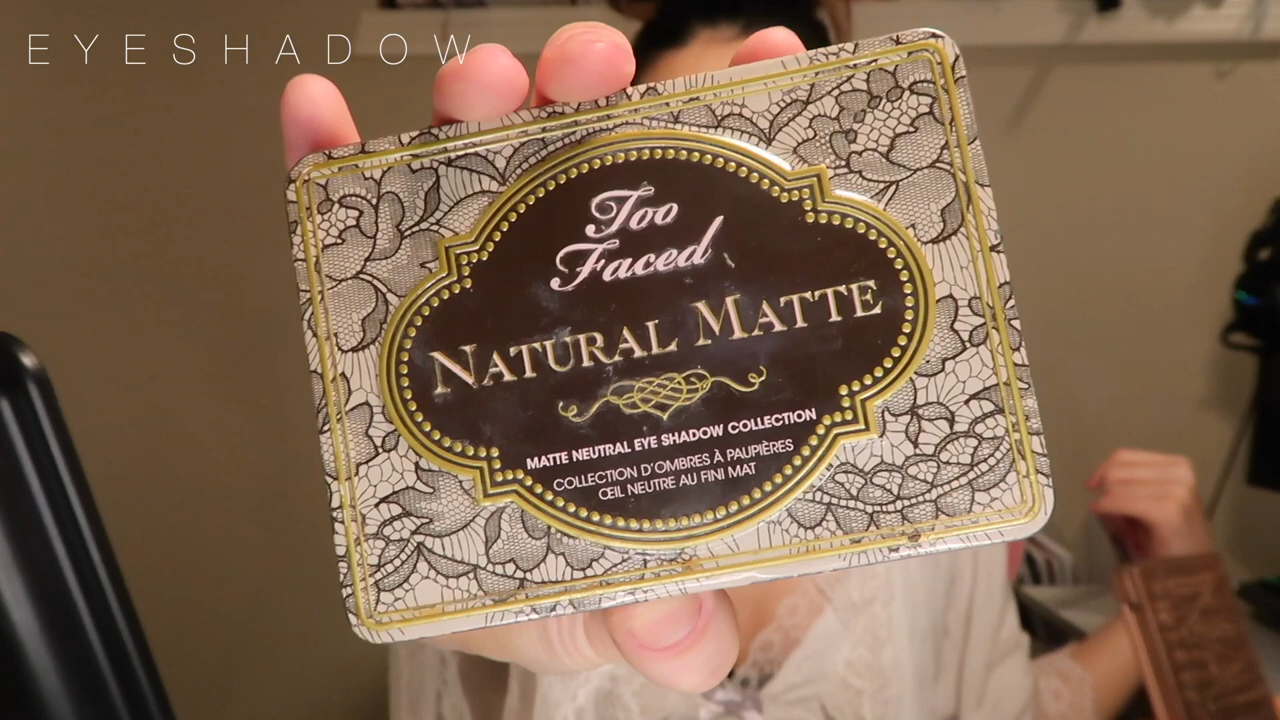 EYESHADOW
Too
Faced
NATURAL MATTE
MATTE NEUTRAL EYE SHADOW COLLECTION
COLLECTION D'OMBRES À PAUPIÈRES
ŒIL NEUTRE AU FINI MAT